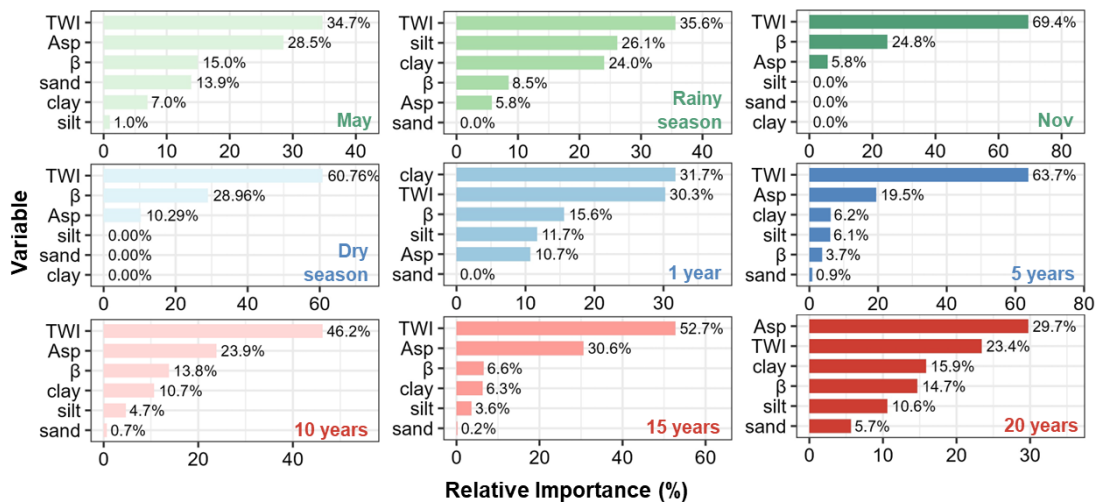 TWI 34.7%
Asp 28.5%
β 15.0%
sand 13.9%
clay 7.0%
silt 1.0%
May
0 10 20 30 40
TWI 35.6%
silt 26.1%
clay 24.0%
β 8.5%
Asp 5.8%
sand 0.0%
Rainy
season
0 10 20 30 40
TWI 69.4%
β 24.8%
Asp 5.8%
silt 0.0%
sand 0.0%
clay 0.0%
Nov
0 20 40 60 80
Variable
TWI 60.76%
β 28.96%
Asp 10.29%
silt 0.00%
sand 0.00%
clay 0.00%
Dry
season
0 20 40 60
clay 31.7%
TWI 30.3%
β 15.6%
silt 11.7%
Asp 10.7%
sand 0.0%
1 year
0 10 20 30
TWI 63.7%
Asp 19.5%
clay 6.2%
silt 6.1%
β 3.7%
sand 0.9%
5 years
0 20 40 60 80
TWI 46.2%
Asp 23.9%
β 13.8%
clay 10.7%
silt 4.7%
sand 0.7%
10 years
0 20 40
TWI 52.7%
Asp 30.6%
β 6.6%
clay 6.3%
silt 3.6%
sand 0.2%
15 years
0 20 40 60
Asp 29.7%
TWI 23.4%
clay 15.9%
β 14.7%
silt 10.6%
sand 5.7%
20 years
0 10 20 30
Relative Importance (%)